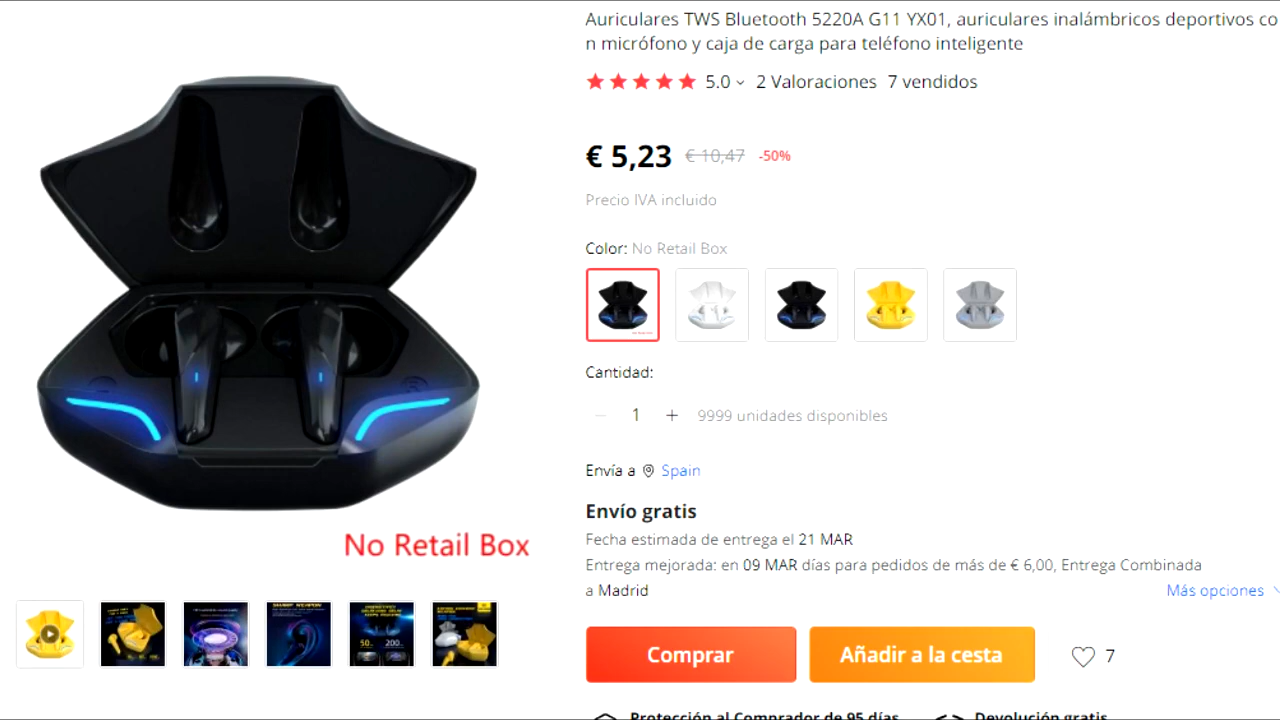 Auriculares TWS Bluetooth 5220A G11 YX01, auriculares inalámbricos deportivos co
n micrófono y caja de carga para teléfono inteligente
5.0 2 Valoraciones 7 vendidos
€ 5,23 € 10,47 -50%
Precio IVA incluido
Color: No Retail Box
Cantidad:
1 + 9999 unidades disponibles
Envía a Spain
Envío gratis
Fecha estimada de entrega el 21 MAR
Entrega mejorada: en 09 MAR días para pedidos de más de € 6,00, Entrega Combinada
a Madrid
Más opciones
Comprar
Añadir a la cesta
7
Protección al Comprador de 95 días
Devolución gratis
No Retail Box
50
200